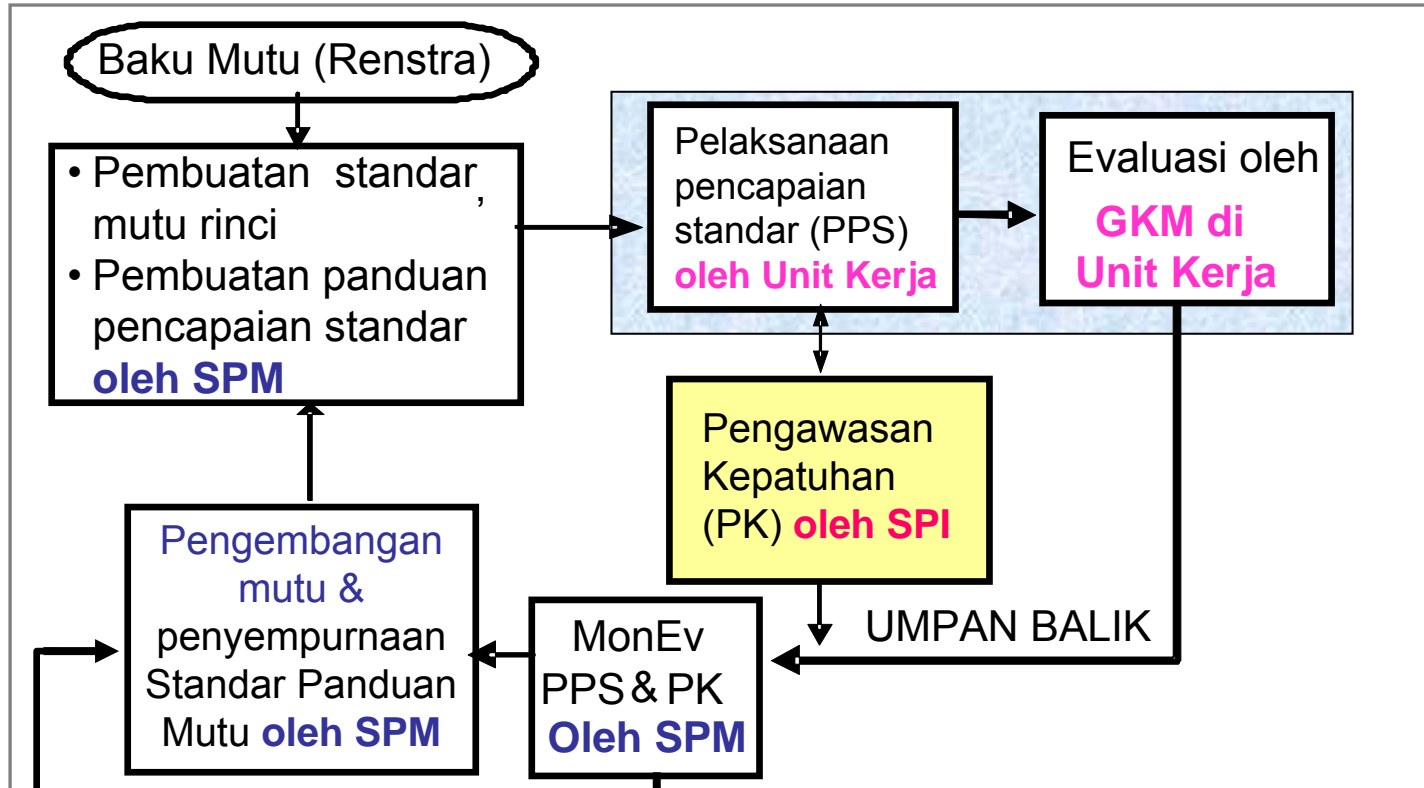 Baku Mutu (Renstra)
• Pembuatan standar,
mutu rinci
• Pembuatan panduan
pencapaian standar
oleh SPM
Pelaksanaan
pencapaian
standar (PPS)
oleh Unit Kerja
Evaluasi oleh
GKM di
Unit Kerja
Pengawasan
Kepatuhan
(PK) oleh SPI
UMPAN BALIK
MonEv
PPS & PK
Oleh SPM
Pengembangan
mutu &
penyempurnaan
Standar Panduan
Mutu oleh SPM